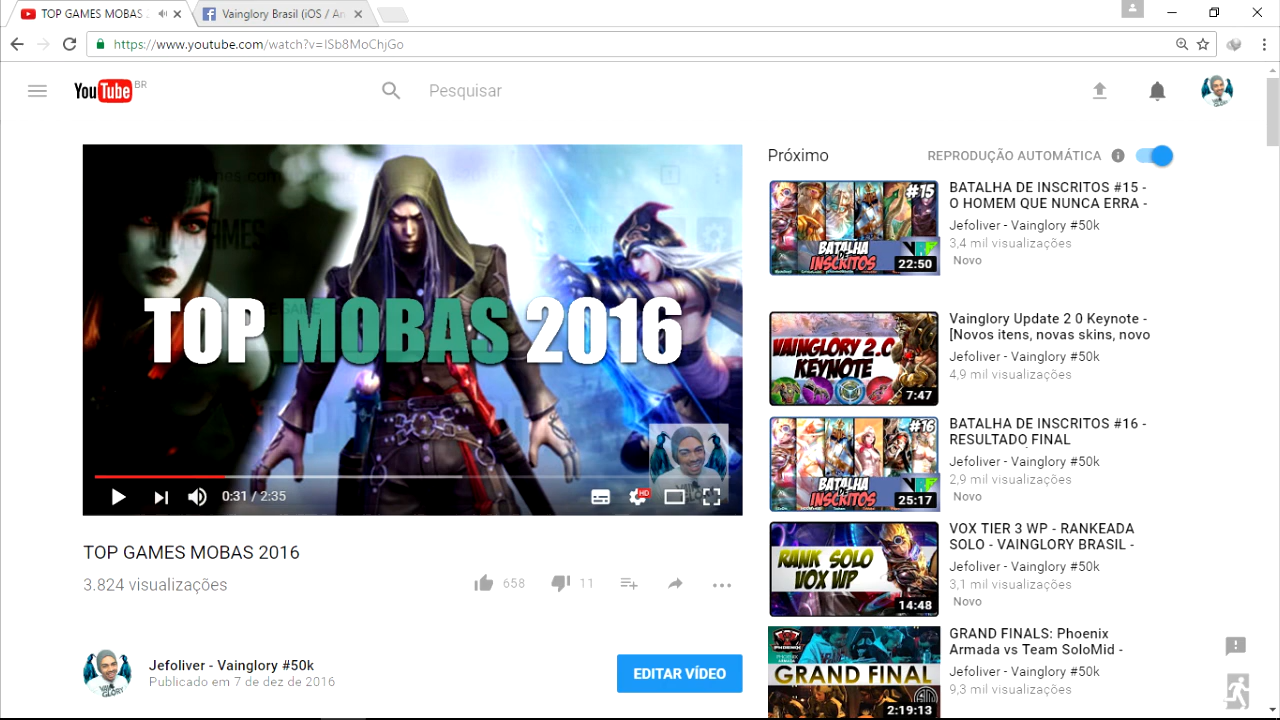 TOP GAMES MOBAS 2
Vainglory Brasil (iOS / An
https://www.youtube.com/watch?v=ISb8MoChjGo
YouTube BR
Pesquisar
TOP MOBAS 2016
0:31 / 2:35
HD
TOP GAMES MOBAS 2016
3.824 visualizações
658
11
Jefoliver - Vainglory #50k
Publicado em 7 de dez de 2016
EDITAR VÍDEO
Próximo
REPRODUÇÃO AUTOMÁTICA
#15
BATALHA
DE
INSCRITOS
22:50
BATALHA DE INSCRITOS #15 -
O HOMEM QUE NUNCA ERRA -
Jefoliver - Vainglory #50k
3,4 mil visualizações
Novo
VAINGLORY 2.0
KEYNOTE
7:47
Vainglory Update 2 0 Keynote -
[Novos itens, novas skins, novo
Jefoliver - Vainglory #50k
4,9 mil visualizações
#16
BATALHA
DE
INSCRITOS
25:17
BATALHA DE INSCRITOS #16 -
RESULTADO FINAL
Jefoliver - Vainglory #50k
2,9 mil visualizações
Novo
RANK SOLO
VOX WP
14:48
VOX TIER 3 WP - RANKEADA
SOLO - VAINGLORY BRASIL -
Jefoliver - Vainglory #50k
3,1 mil visualizações
Novo
PHOENIX
GRAND FINAL
2:19:13
GRAND FINALS: Phoenix
Armada vs Team SoloMid -
Jefoliver - Vainglory #50k
9,3 mil visualizações